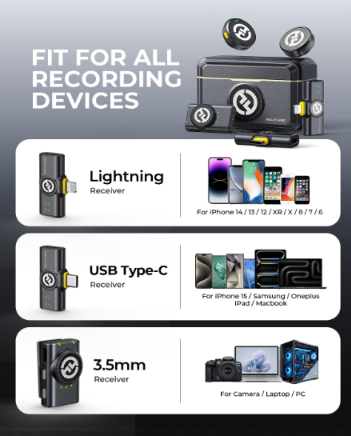 FIT FOR ALL
RECORDING
DEVICES
Lightning
Receiver
For iPhone 14 / 13 / 12 / XR / X / 8 / 7 / 6
USB Type-C
Receiver
For iPhone 15 / Samsung / Oneplus
IPad / Macbook
3.5mm
Receiver
For Camera / Laptop / PC